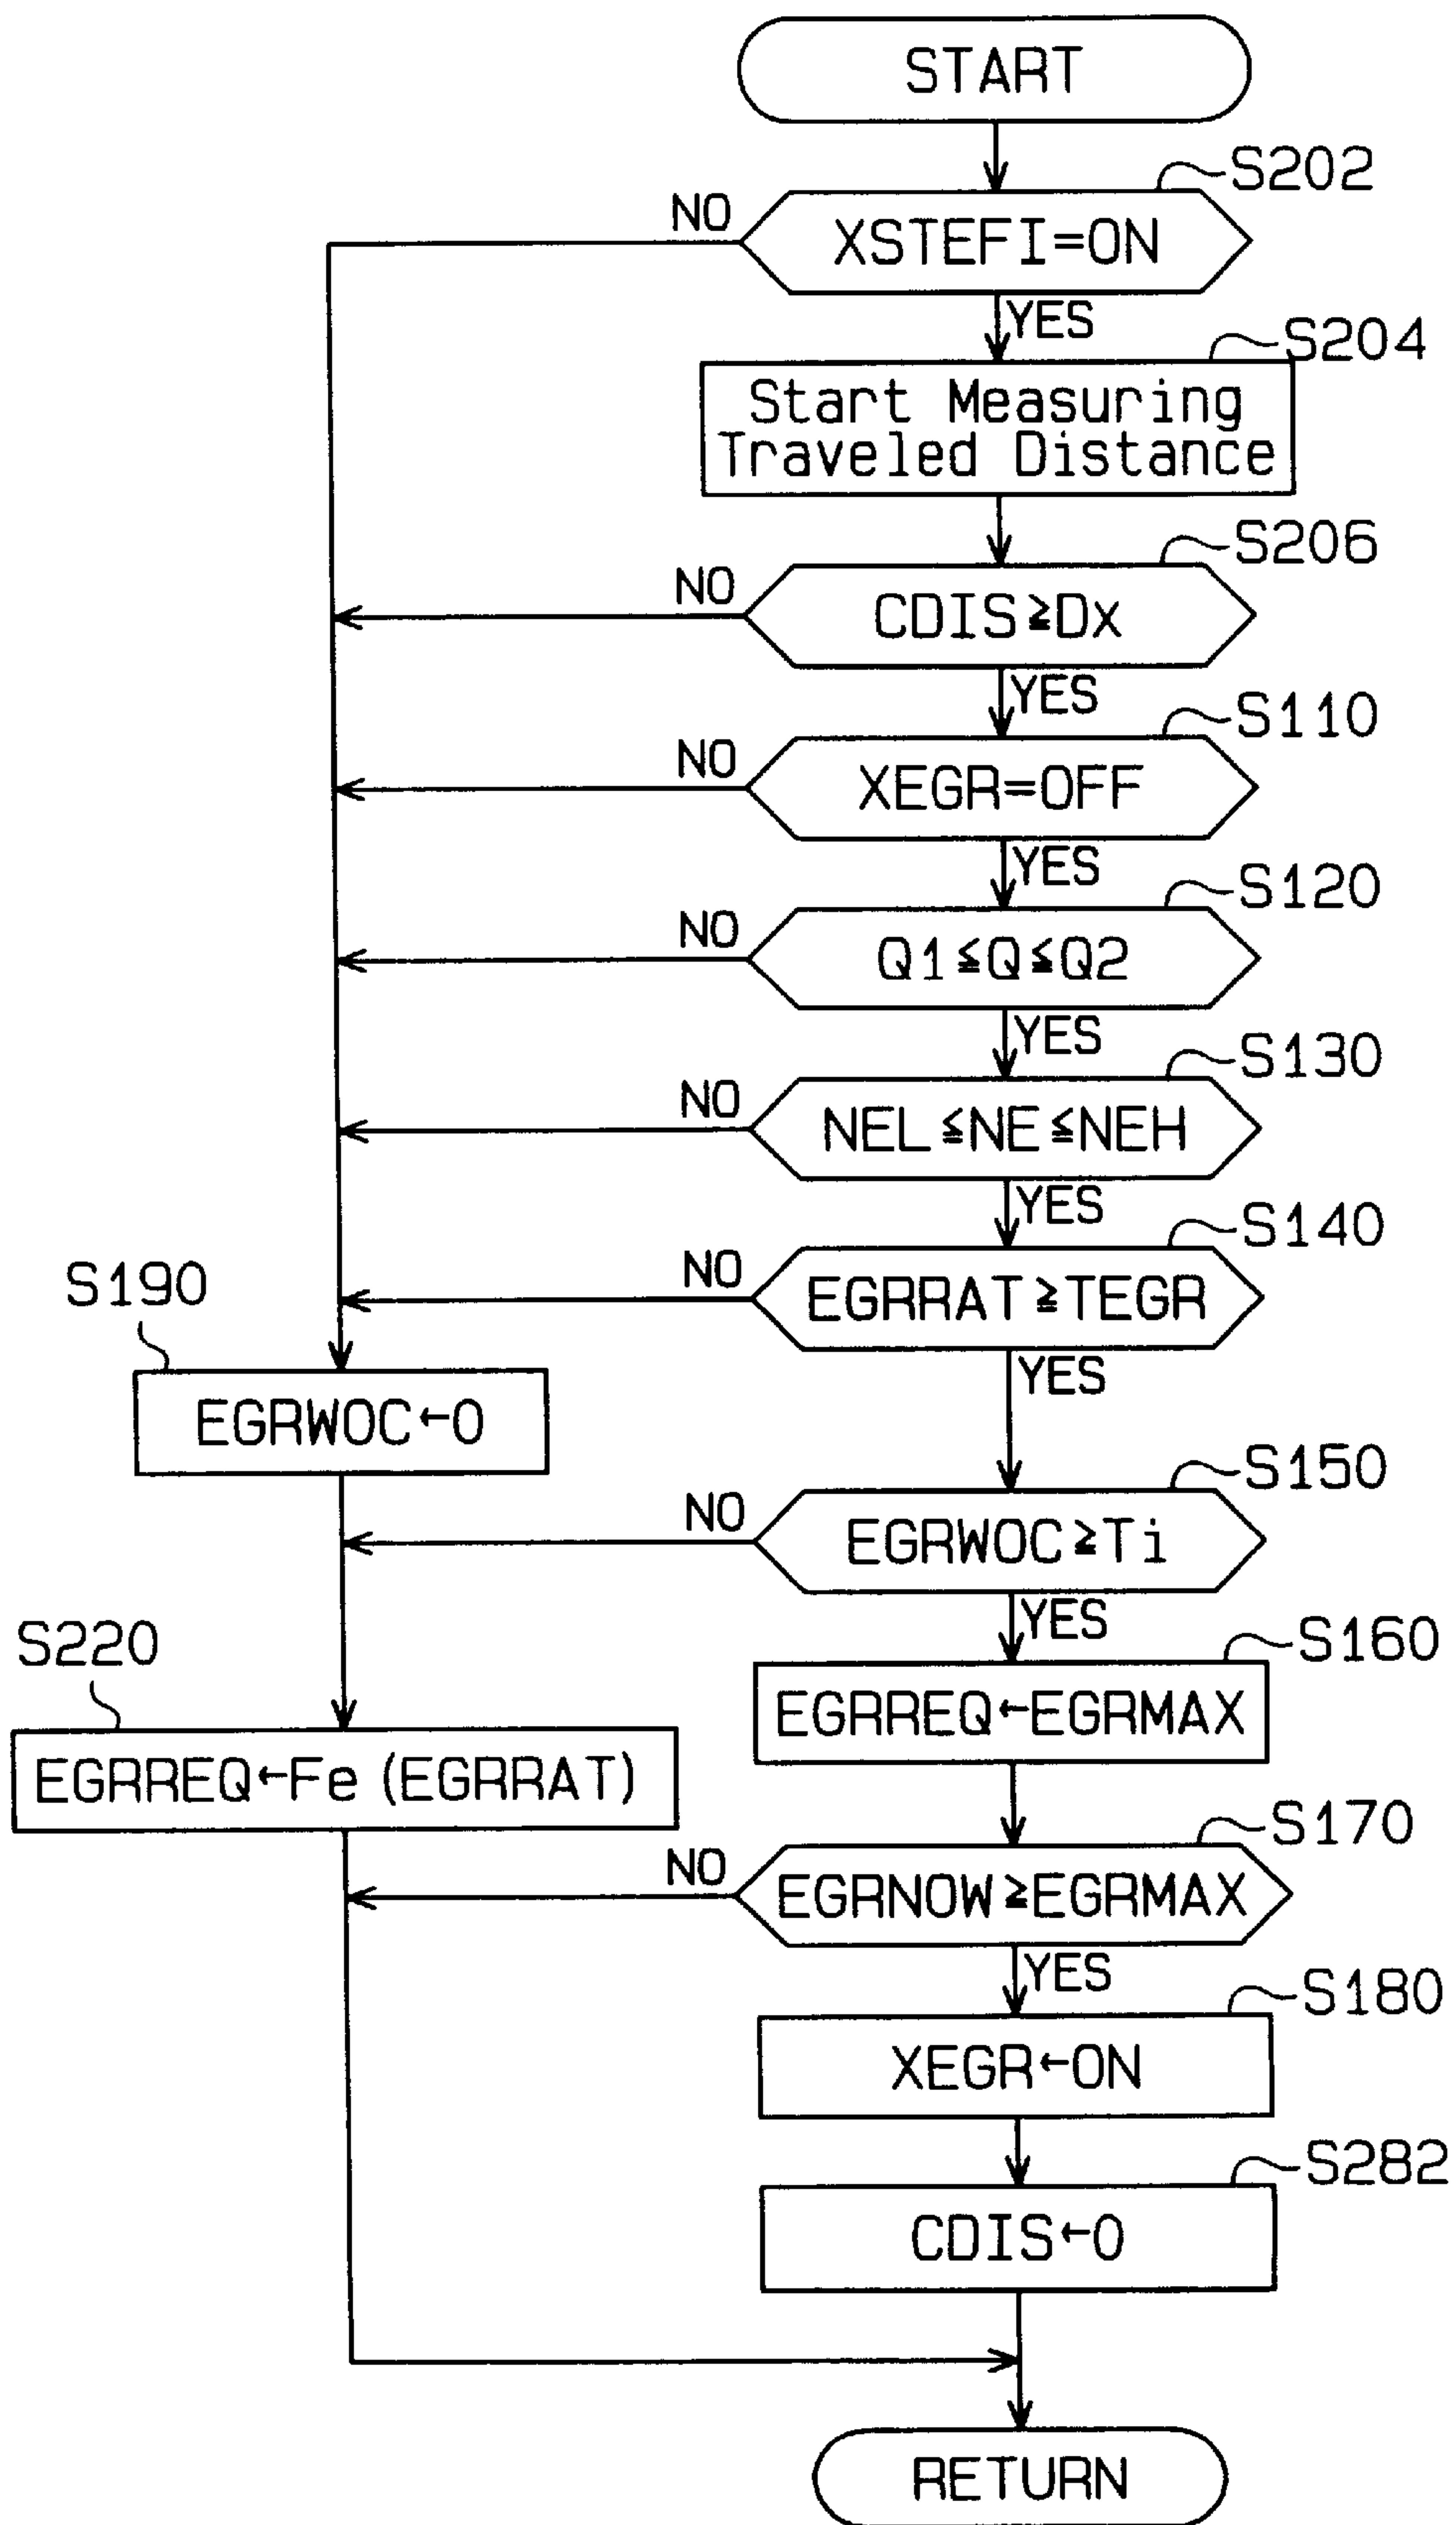 START
S202
NO
XSTEFI=ON
YES
S204
Start Measuring
Traveled Distance
S206
NO
CDIS≧Dx
YES
S110
NO
XEGR=OFF
YES
S120
NO
Q1≦Q≦Q2
YES
S130
NO
NEL≦NE≦NEH
YES
S140
NO
EGRRAT≧TEGR
YES
S190
EGRWOC←0
S150
NO
EGRWOC≧Ti
YES
S160
EGRREQ←EGRMAX
S220
EGRREQ←Fe (EGRRAT)
S170
NO
EGRNOW≧EGRMAX
YES
S180
XEGR←ON
S282
CDIS←0
RETURN